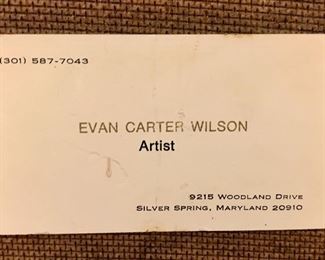 (301) 587-7043
EVAN CARTER WILSON
Artist
9215 WOODLAND DRIVE
SILVER SPRING, MARYLAND 20910